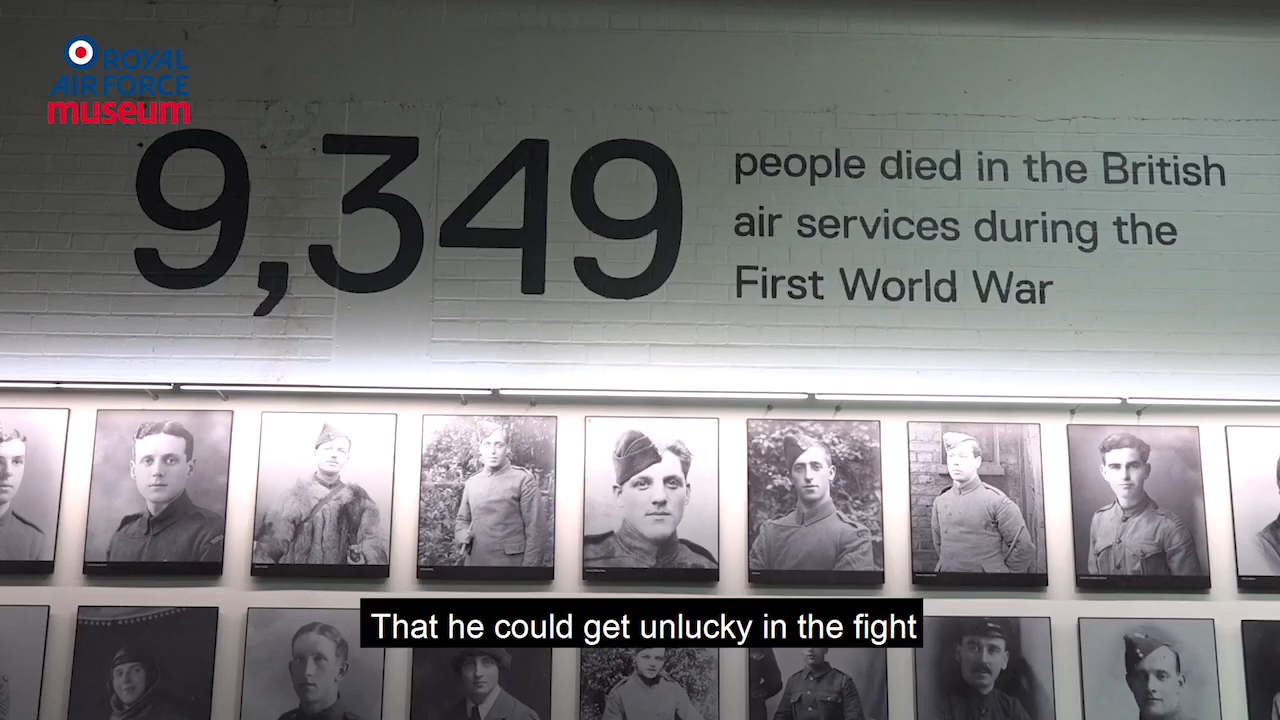 ROYAL
AIR FORCE
museum
9,349
people died in the British
air services during the
First World War
That he could get unlucky in the fight